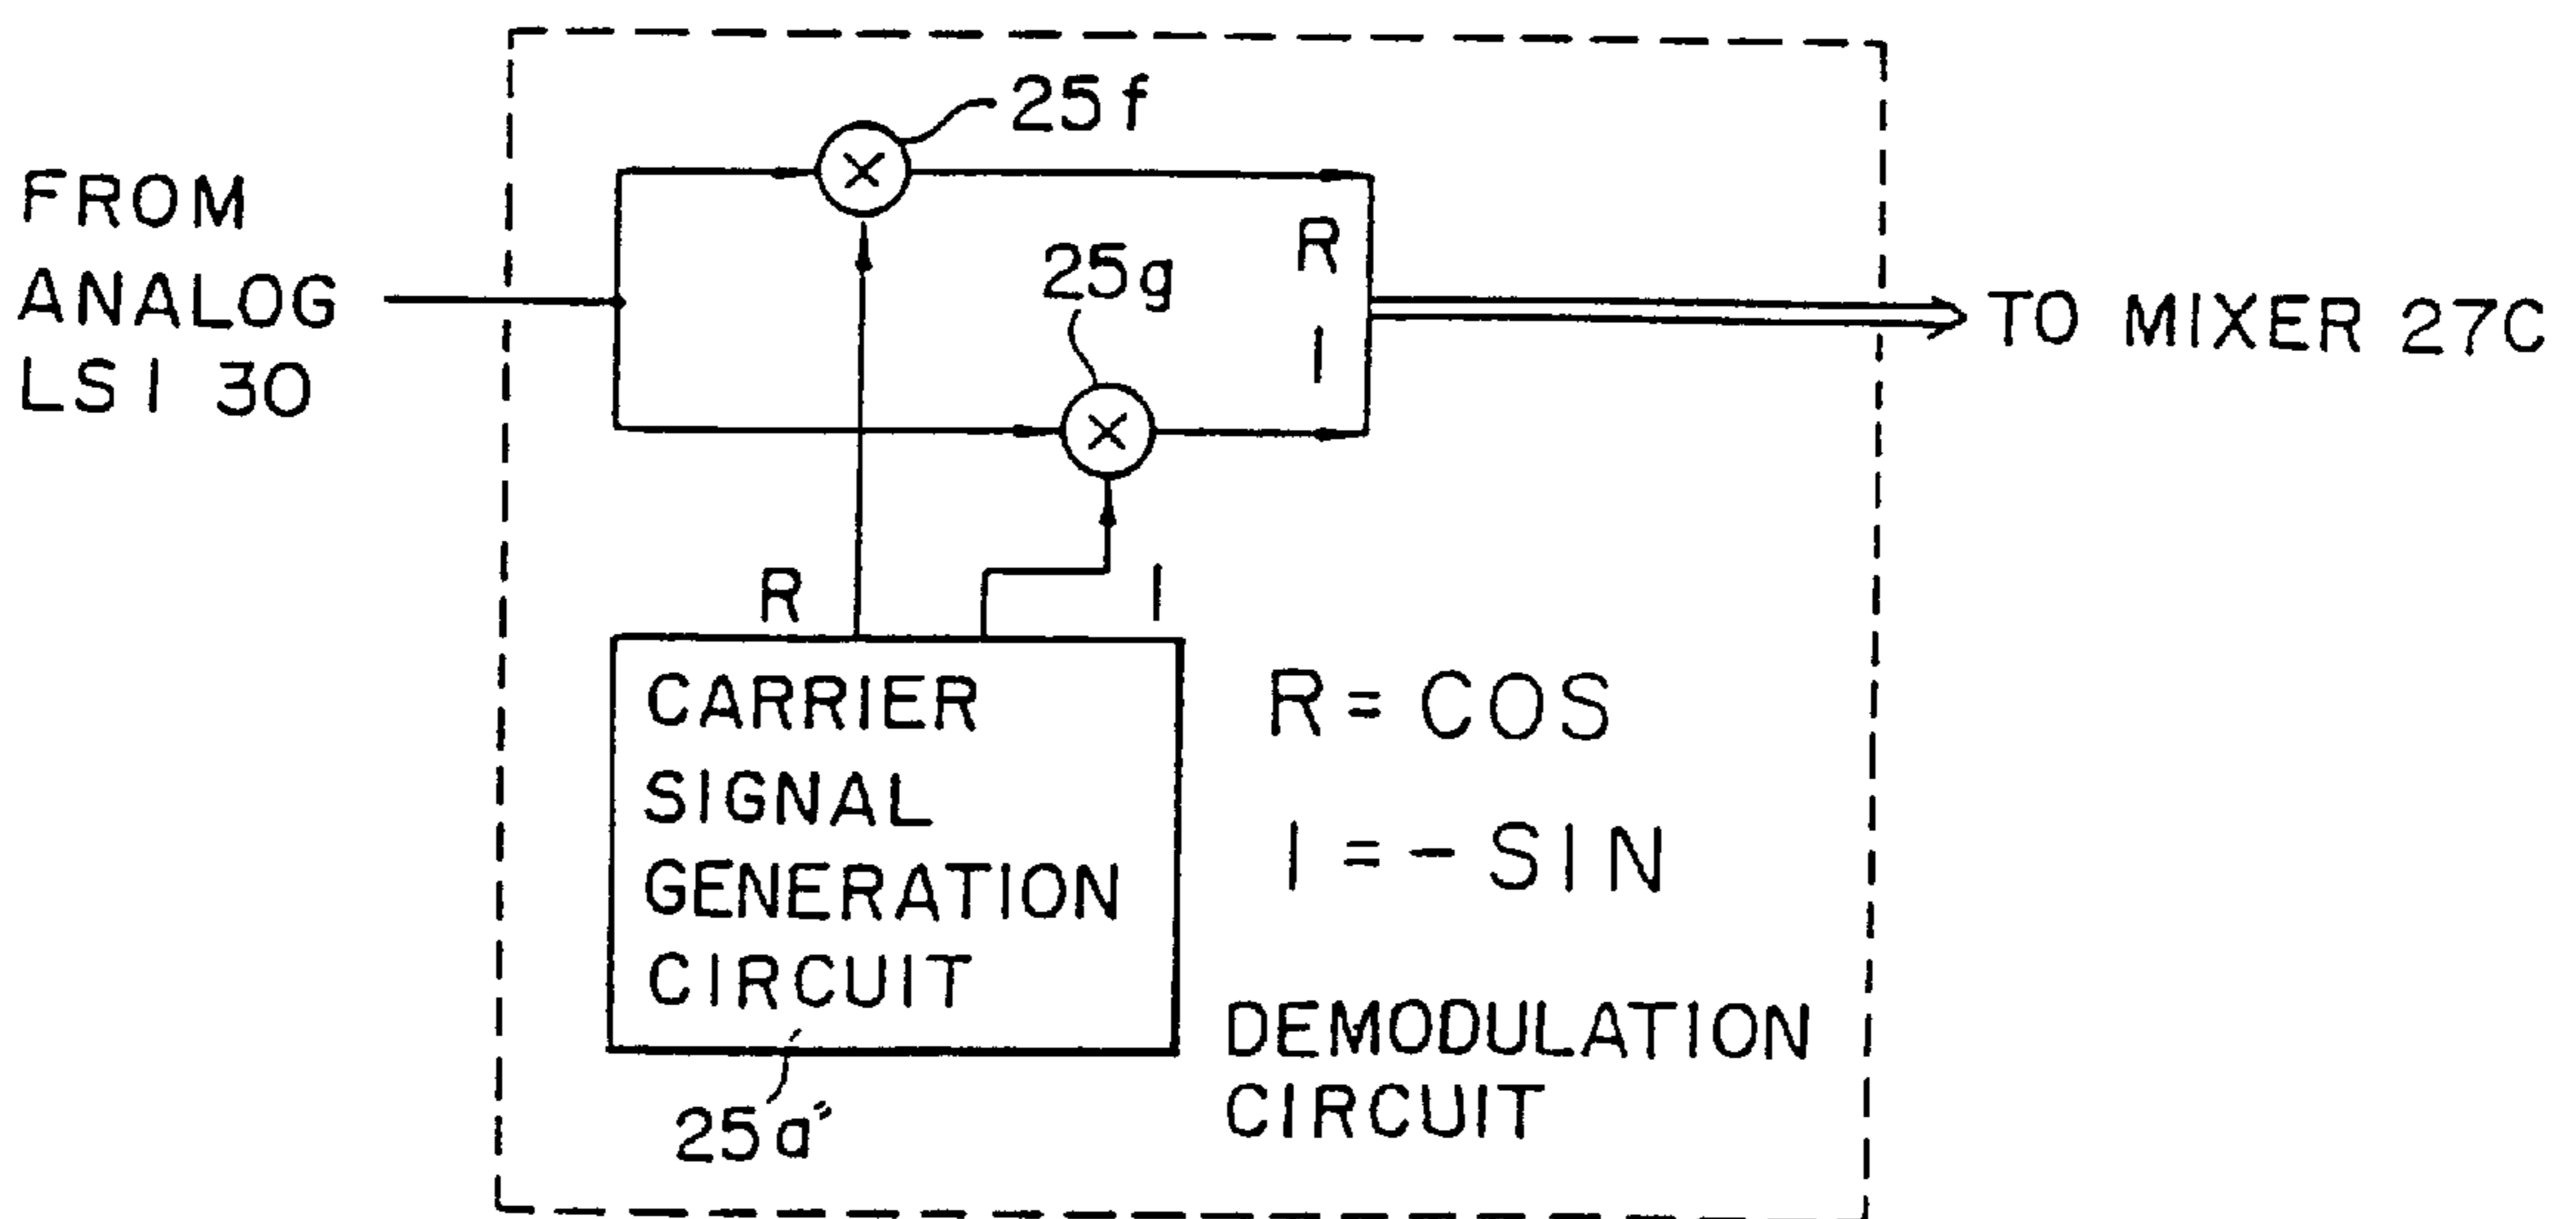 25f
FROM
ANALOG
LSI 30
R
25g
I
TO MIXER 27C
R
I
CARRIER
SIGNAL
GENERATION
CIRCUIT
R = COS
I = - SIN
DEMODULATION
CIRCUIT
25a"